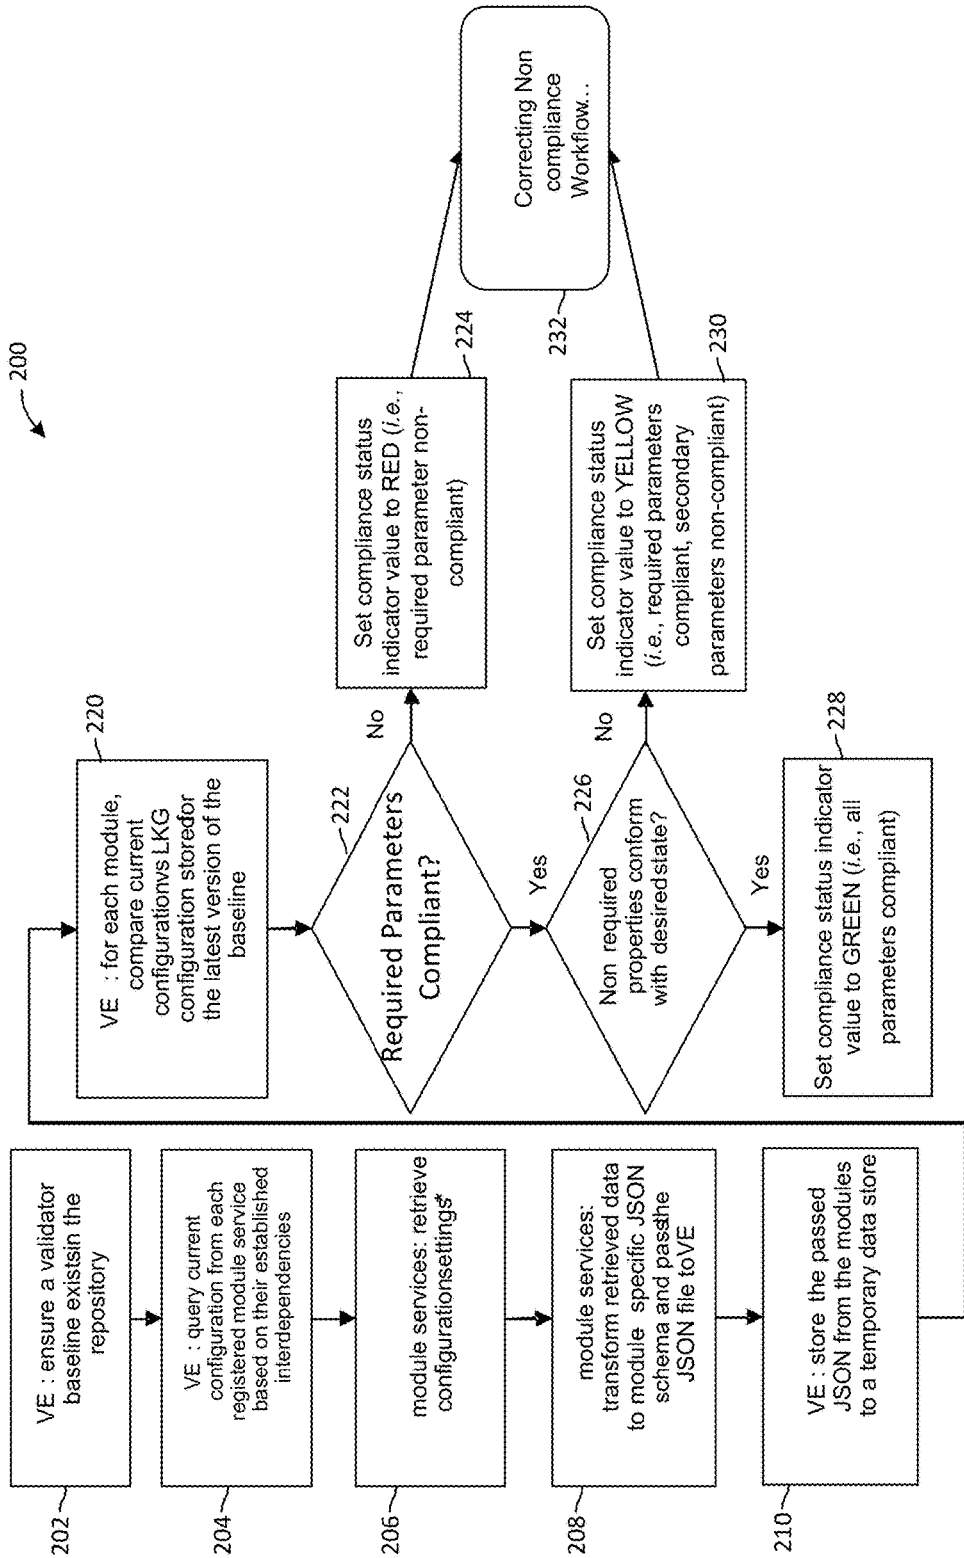 200
VE : ensure a validator
baseline existsin the
repository
202
VE : query current
configuration from each
registered module service
based on their established
interdependencies
204
module services: retrieve
configurationsettings*
206
module services:
transform retrieved data
to module specific JSON
schema and passthe
JSON file toVE
208
VE : store the passed
JSON from the modules
to a temporary data store
210
VE : for each module,
compare current
configurationvs LKG
configuration storedfor
the latest version of the
baseline
220
Required Parameters
Compliant?
222
No
Yes
Set compliance status
indicator value to RED (i.e.,
required parameter non-
compliant)
224
Non required
properties conform
with desiredstate?
226
No
Yes
Set compliance status
indicator value to YELLOW
(i.e., required parameters
compliant, secondary
parameters non-compliant)
230
Set compliance status indicator
value to GREEN (i.e., all
parameters compliant)
228
Correcting Non
compliance
Workflow...
232